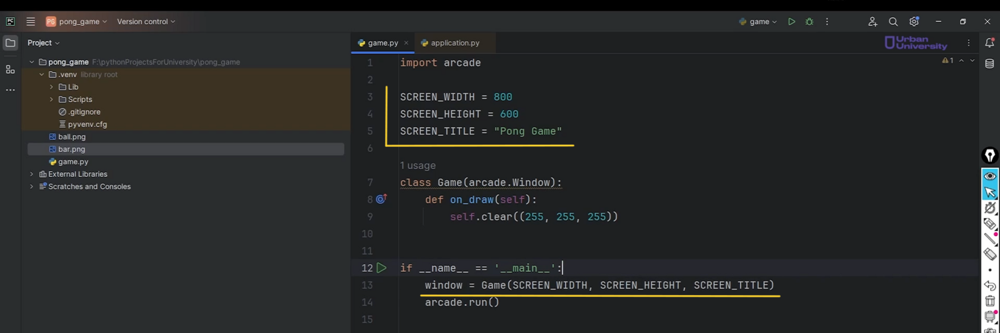 PC
PG pong_game
Version control
game
Project
game.py
application.py
Urban University
pong_game F:\pythonProjectsForUniversity\pong_game
.venv library root
Lib
Scripts
.gitignore
pyvenv.cfg
ball.png
bar.png
game.py
External Libraries
Scratches and Consoles
1
1 import arcade
2
3 SCREEN_WIDTH = 800
4 SCREEN_HEIGHT = 600
5 SCREEN_TITLE = "Pong Game"
6
1 usage
7 class Game(arcade.Window):
8 def on_draw(self):
9 self.clear((255, 255, 255))
10
11
12 if __name__ == '__main__':
13 window = Game(SCREEN_WIDTH, SCREEN_HEIGHT, SCREEN_TITLE)
14 arcade.run()
15